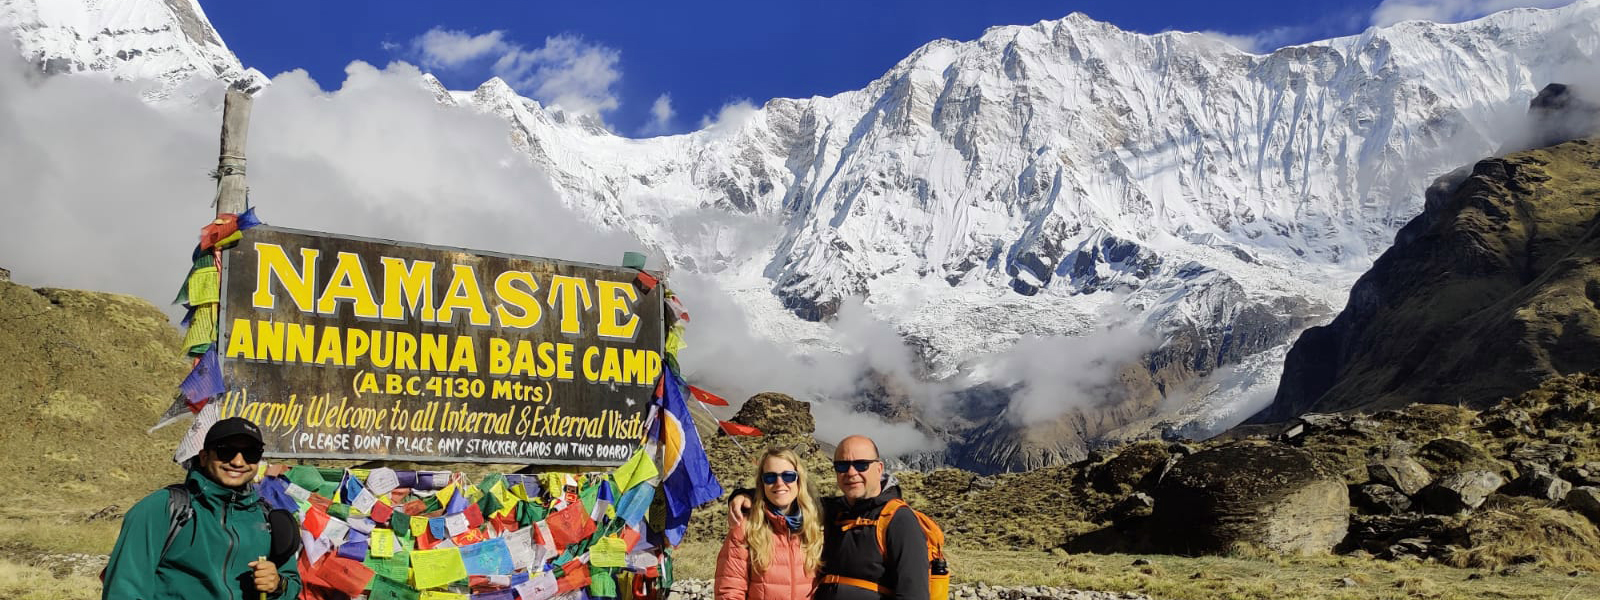 NAMASTE
ANNAPURNA BASE CAMP
(A.B.C.4130 Mtrs)
Warmly Welcome to all Internal & External
(PLEASE DON'T PLACE ANY STRICKER,CARDS ON THIS BOARD)